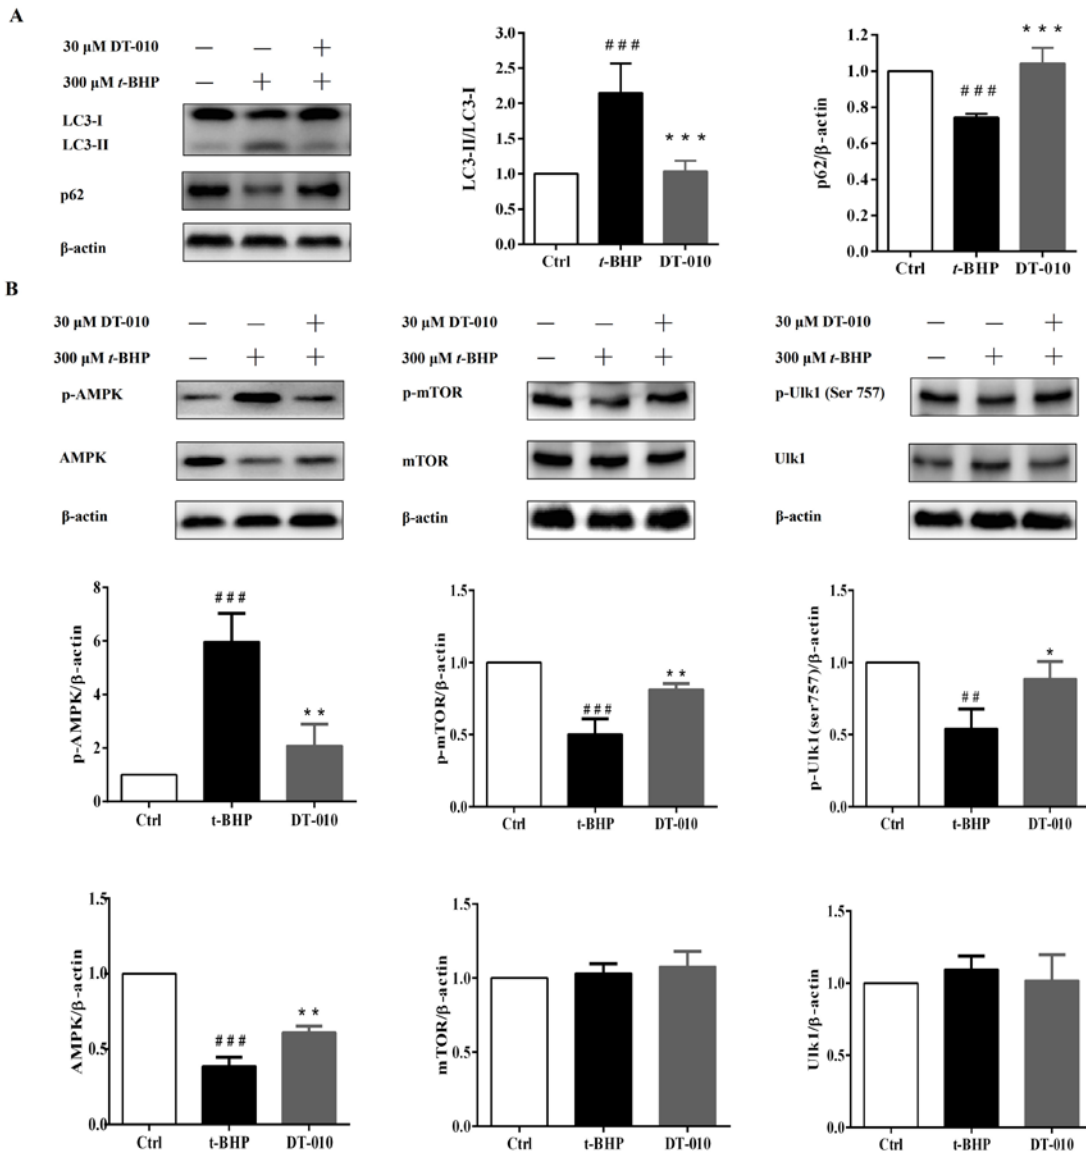 A
30 μM DT-010 — — +
300 μM t-BHP — + +
LC3-I
LC3-II
p62
β-actin
LC3-II/LC3-I
3.0
2.5
2.0
1.5
1.0
0.5
0.0
# # #
* * *
Ctrl t-BHP DT-010
p62/β-actin
1.2
1.0
0.8
0.6
0.4
0.2
0.0
# # #
* * *
Ctrl t-BHP DT-010
B
30 μM DT-010 — — +
300 μM t-BHP — + +
p-AMPK
AMPK
β-actin
30 μM DT-010 — — +
300 μM t-BHP — + +
p-mTOR
mTOR
β-actin
30 μM DT-010 — — +
300 μM t-BHP — + +
p-Ulk1 (Ser 757)
Ulk1
β-actin
p-AMPK/β-actin
8
6
4
2
0
# # #
* *
Ctrl t-BHP DT-010
p-mTOR/β-actin
1.5
1.0
0.5
0.0
###
* *
Ctrl t-BHP DT-010
p-Ulk1(ser757)/β-actin
1.5
1.0
0.5
0.0
##
*
Ctrl t-BHP DT-010
AMPK/β-actin
1.5
1.0
0.5
0.0
# # #
* *
Ctrl t-BHP DT-010
mTOR/β-actin
1.5
1.0
0.5
0.0
Ctrl t-BHP DT-010
Ulk1/β-actin
1.5
1.0
0.5
0.0
Ctrl t-BHP DT-010